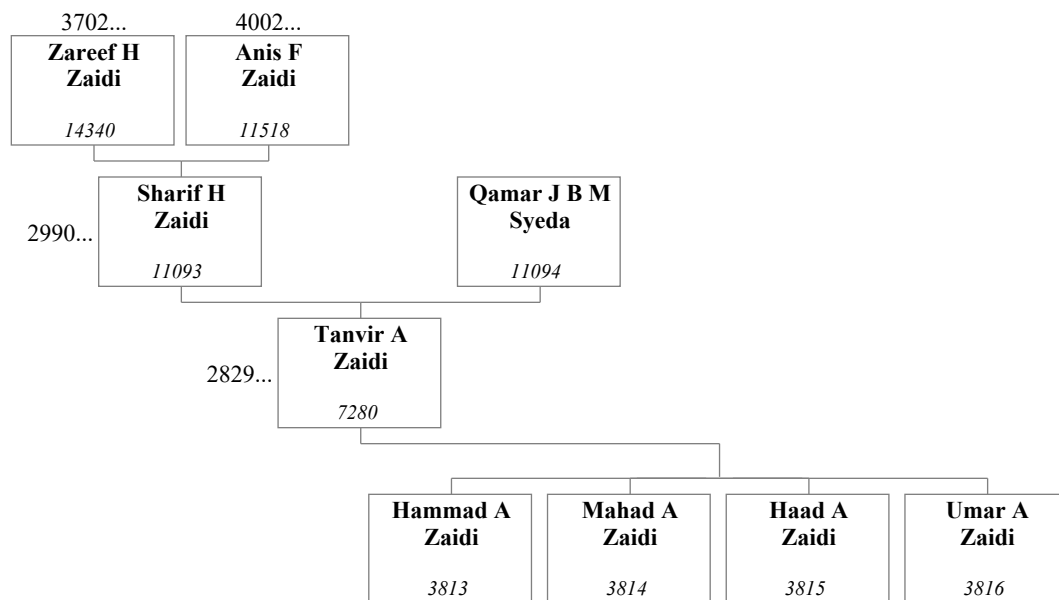 3702...
4002...
Zareef H
Zaidi
14340
Anis F
Zaidi
11518
2990...
Sharif H
Zaidi
11093
Qamar J B M
Syeda
11094
2829...
Tanvir A
Zaidi
7280
Hammad A
Zaidi
3813
Mahad A
Zaidi
3814
Haad A
Zaidi
3815
Umar A
Zaidi
3816